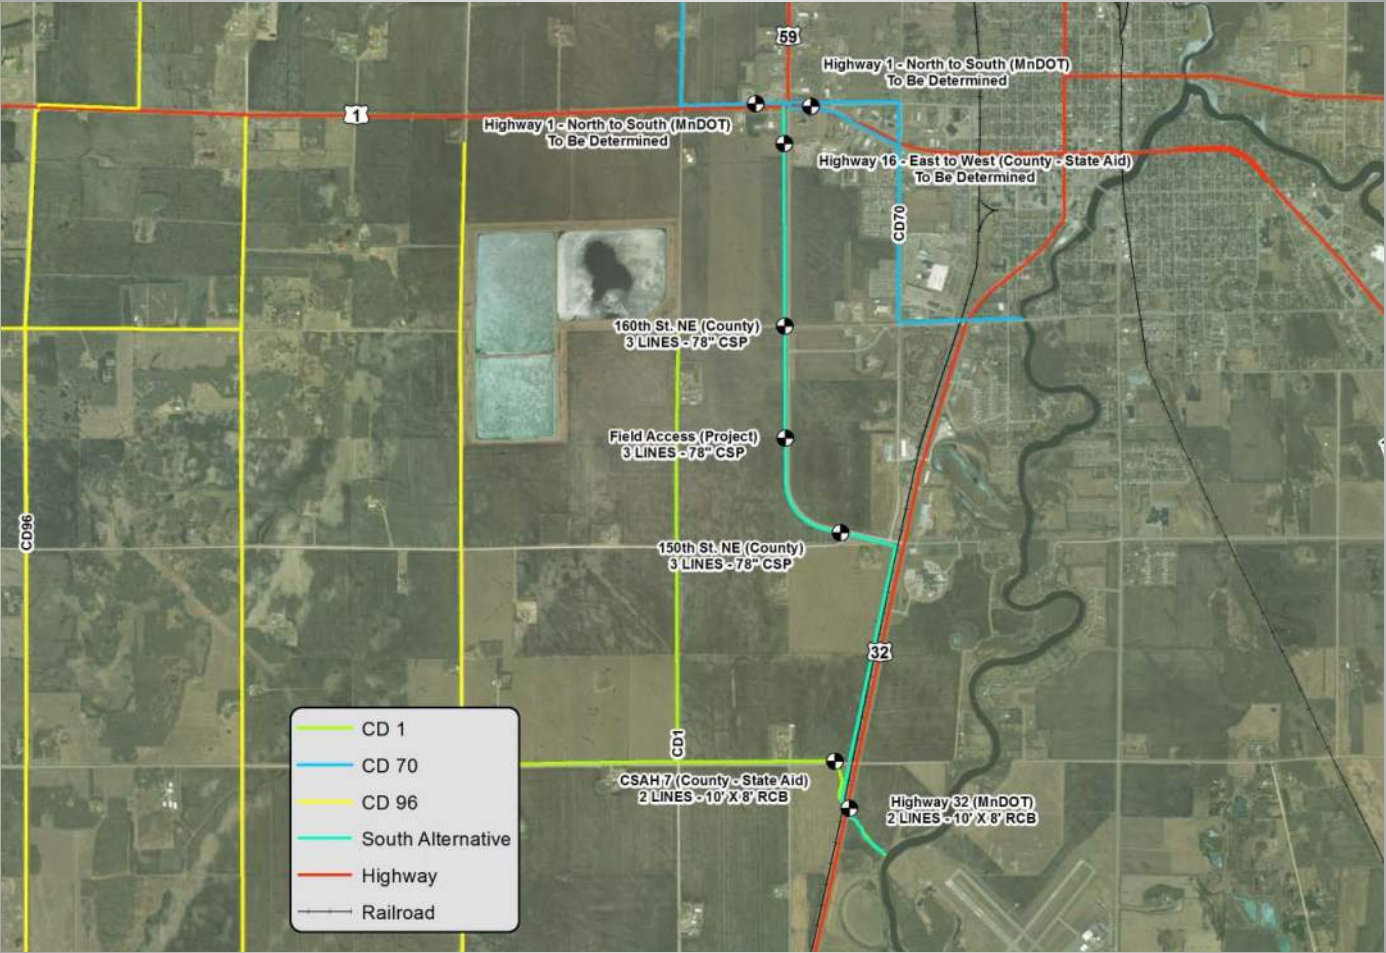 59
Highway 1 - North to South (MnDOT)
To Be Determined
1
Highway 1 - North to South (MnDOT)
To Be Determined
Highway 16 - East to West (County - State Aid)
To Be Determined
CD70
160th St. NE (County)
3 LINES - 78" CSP
Field Access (Project)
3 LINES - 78" CSP
CD96
150th St. NE (County)
3 LINES - 78" CSP
32
CD1
CSAH 7 (County - State Aid)
2 LINES - 10' X 8' RCB
Highway 32 (MnDOT)
2 LINES - 10' X 8' RCB
CD 1
CD 70
CD 96
South Alternative
Highway
Railroad